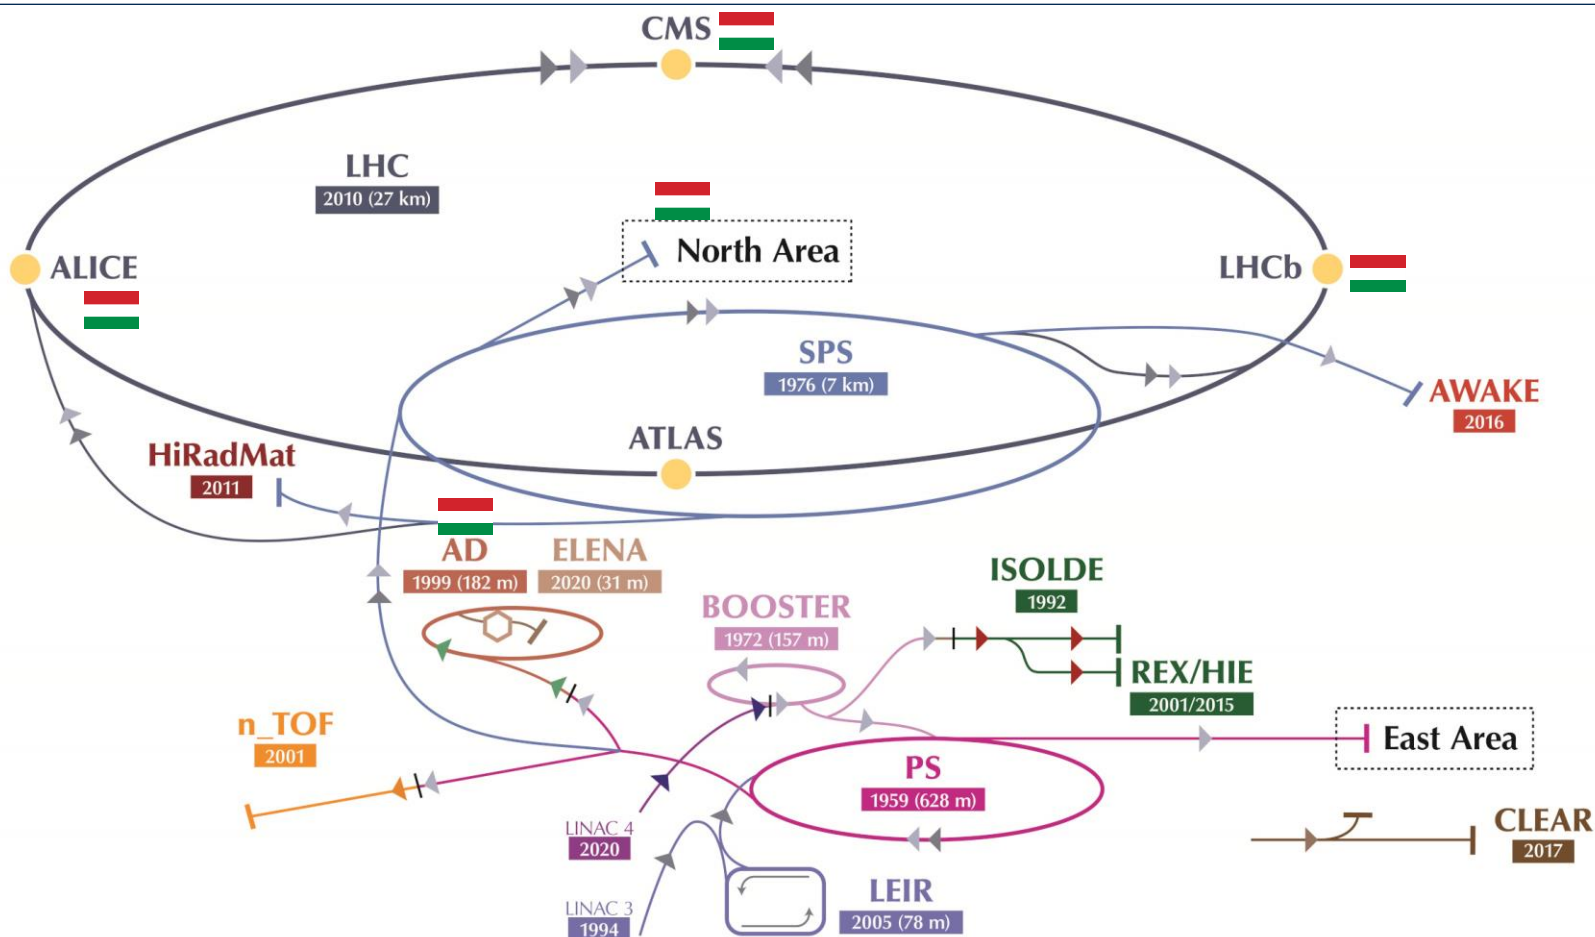 CMS
LHC
2010 (27 km)
North Area
ALICE
LHCb
SPS
1976 (7 km)
AWAKE
2016
ATLAS
HiRadMat
2011
AD
1999 (182 m)
ELENA
2020 (31 m)
ISOLDE
1992
BOOSTER
1972 (157 m)
REX/HIE
2001/2015
n_TOF
2001
East Area
PS
1959 (628 m)
LINAC 4
2020
CLEAR
2017
LEIR
2005 (78 m)
LINAC 3
1994